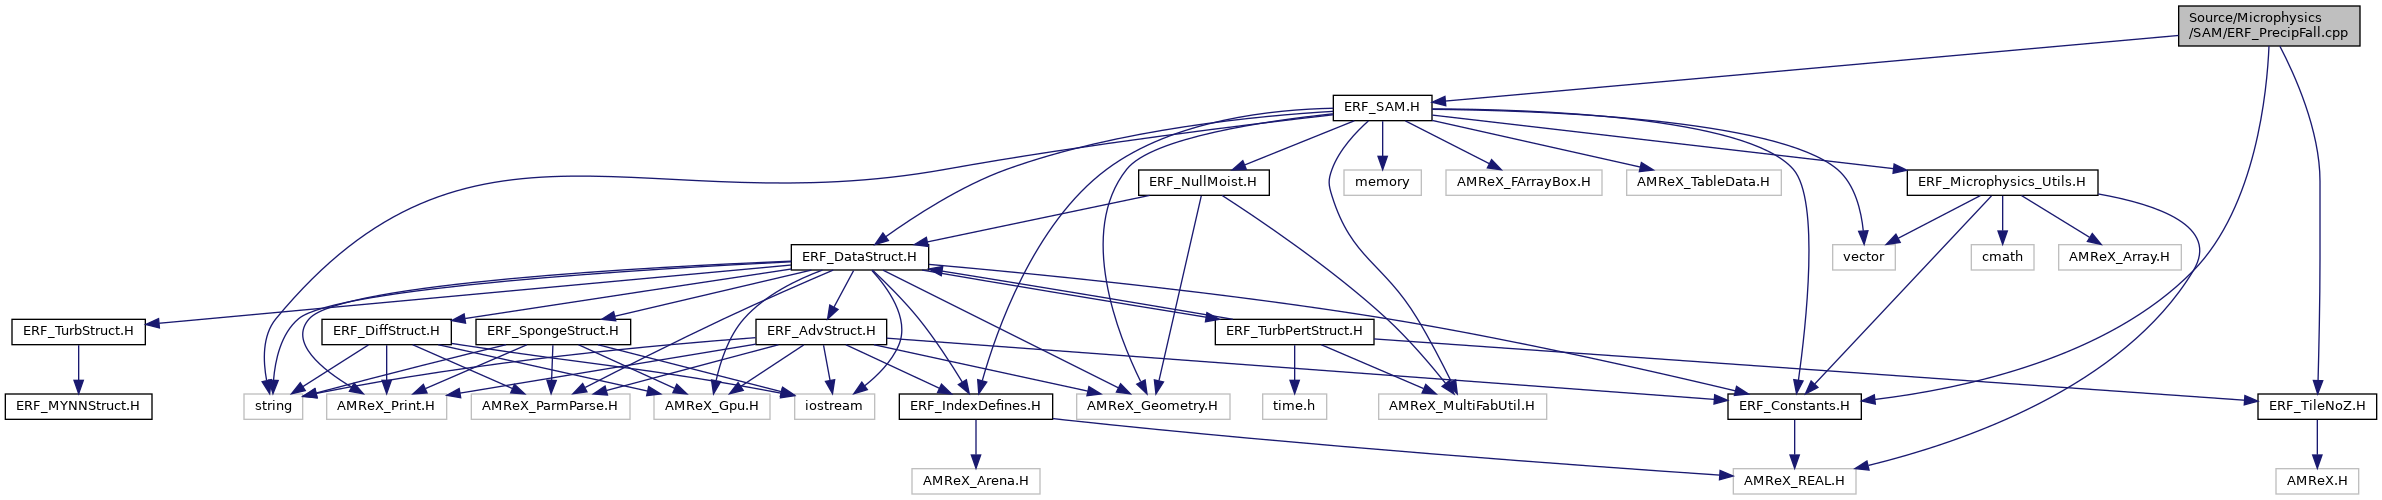 Source/Microphysics
/SAM/ERF_PrecipFall.cpp
ERF_SAM.H
ERF_NullMoist.H
memory
AMReX_FArrayBox.H
AMReX_TableData.H
ERF_Microphysics_Utils.H
ERF_DataStruct.H
vector
cmath
AMReX_Array.H
ERF_TurbStruct.H
ERF_DiffStruct.H
ERF_SpongeStruct.H
ERF_AdvStruct.H
ERF_TurbPertStruct.H
ERF_MYNNStruct.H
string
AMReX_Print.H
AMReX_ParmParse.H
AMReX_Gpu.H
iostream
ERF_IndexDefines.H
AMReX_Geometry.H
time.h
AMReX_MultiFabUtil.H
ERF_Constants.H
ERF_TileNoZ.H
AMReX_Arena.H
AMReX_REAL.H
AMReX.H